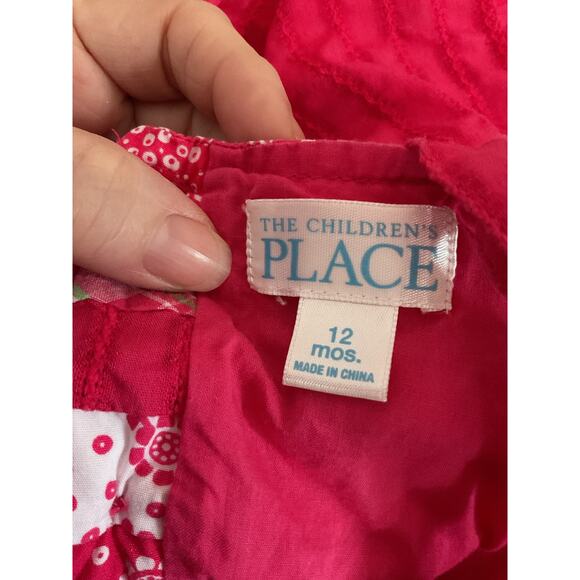 THE CHILDREN'S
PLACE
12
mos.
MADE IN CHINA